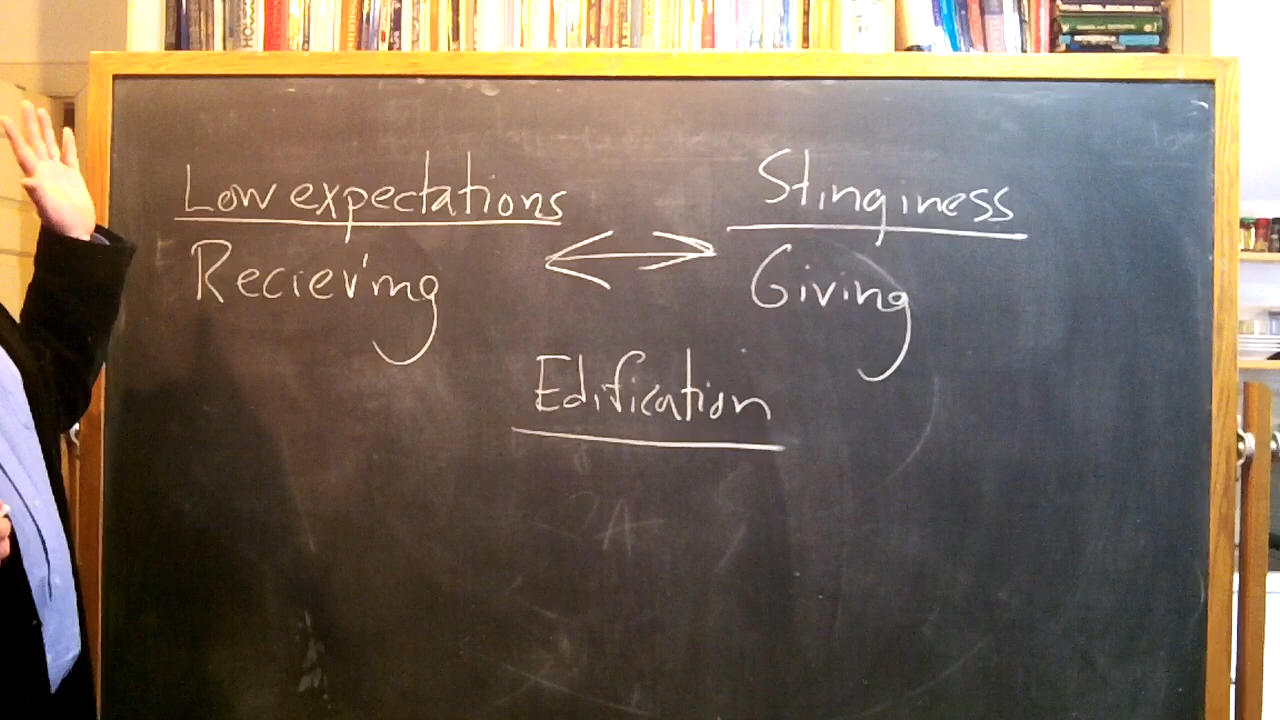 Low expectations
Stinginess
Recieving
Giving
Edification